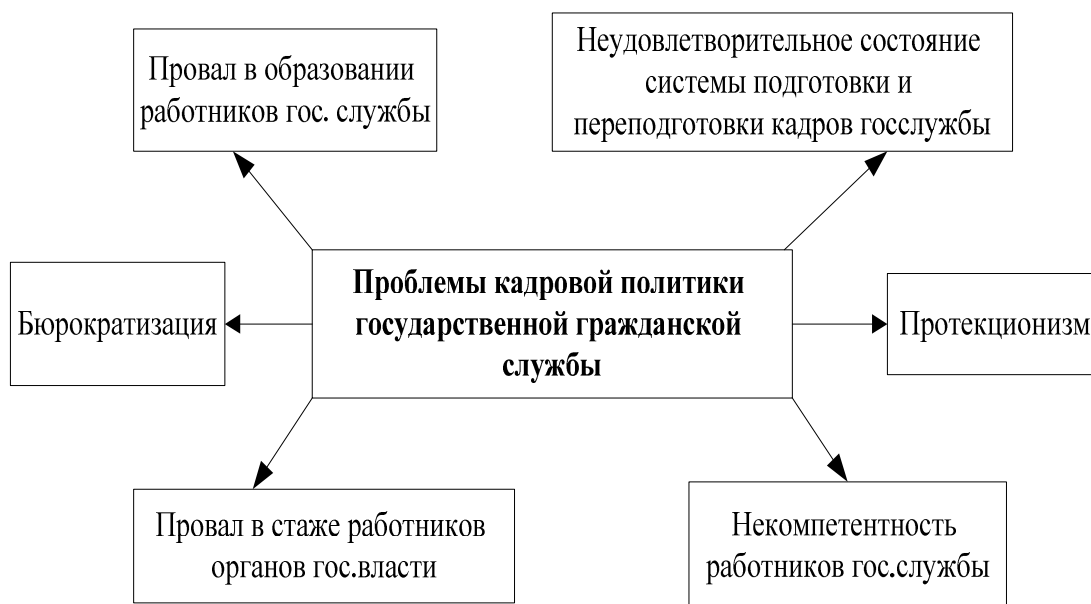 Провал в образовании
работников гос. службы
Неудовлетворительное состояние
системы подготовки и
переподготовки кадров госслужбы
Бюрократизация
Проблемы кадровой политики
государственной гражданской
службы
Протекционизм
Провал в стаже работников
органов гос.власти
Некомпетентность
работников гос.службы